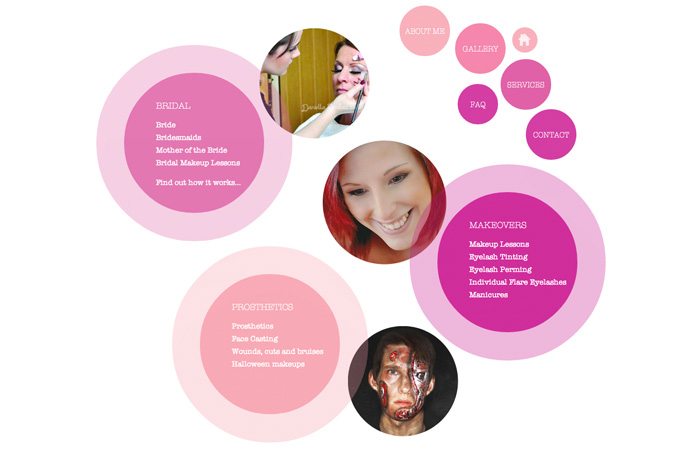 ABOUT ME
GALLERY
SERVICES
FAQ
CONTACT
BRIDAL
Bride
Bridesmaids
Mother of the Bride
Bridal Makeup Lessons
Find out how it works...
MAKEOVERS
Makeup Lessons
Eyelash Tinting
Eyelash Perming
Individual Flare Eyelashes
Manicures
PROSTHETICS
Prosthetics
Face Casting
Wounds, cuts and bruises
Halloween makeups